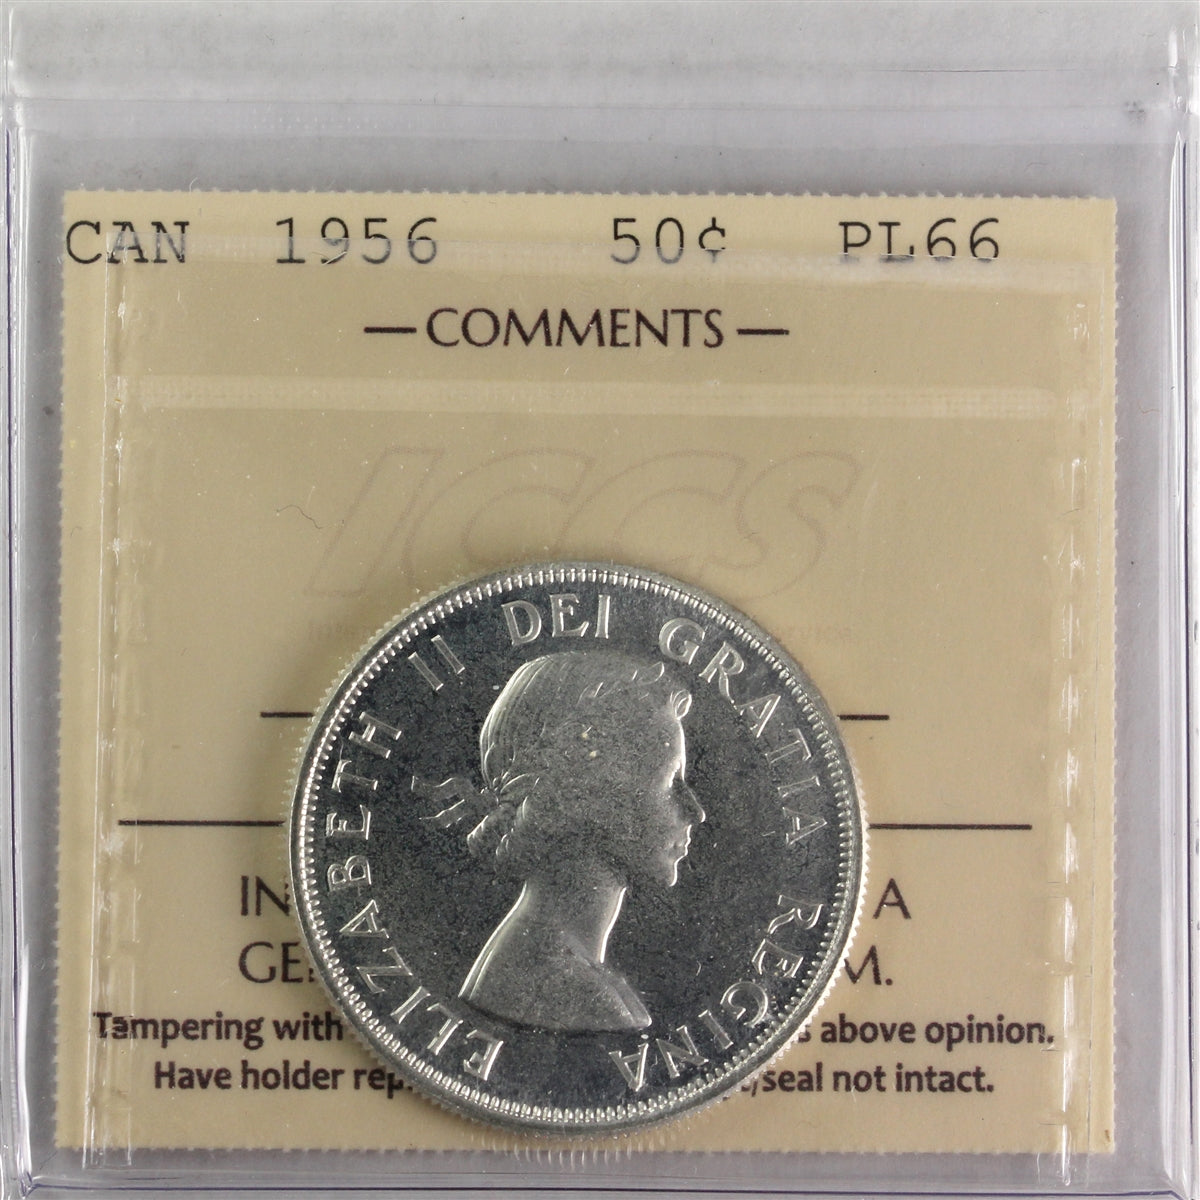 CAN 1956 50¢ PL66
— COMMENTS —
ICCS
ELIZABETH II DEI GRATIA REGINA
IN A
GE M.
Tampering with above opinion.
Have holder rep /seal not intact.